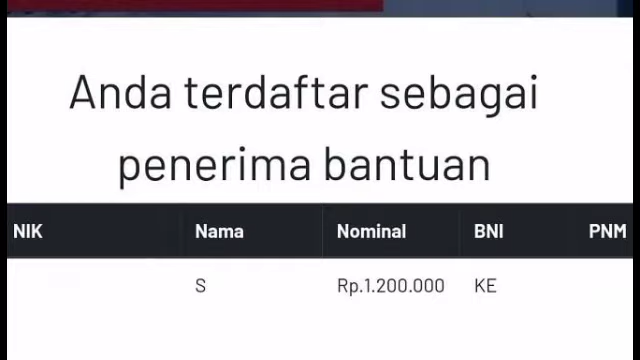 Anda terdaftar sebagai
penerima bantuan
NIK Nama Nominal BNI PNM
S Rp.1.200.000 KE